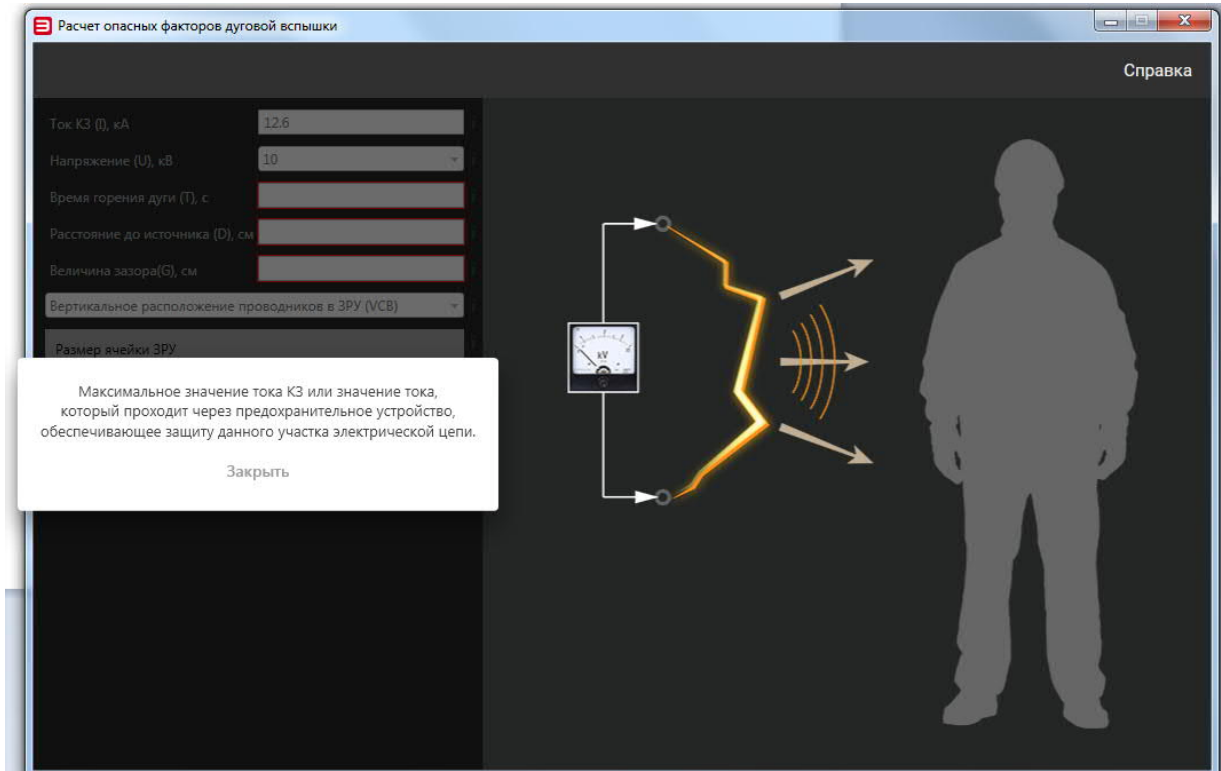 Расчет опасных факторов дуговой вспышки
Справка
Ток КЗ (I), кА
12.6
Напряжение (U), кВ
10
Время горения дуги (T), с
Расстояние до источника (D), см
Величина зазора(G), см
Вертикальное расположение проводников в ЗРУ (VCB)
Размер ячейки ЗРУ
Максимальное значение тока КЗ или значение тока,
который проходит через предохранительное устройство,
обеспечивающее защиту данного участка электрической цепи.
Закрыть
kV